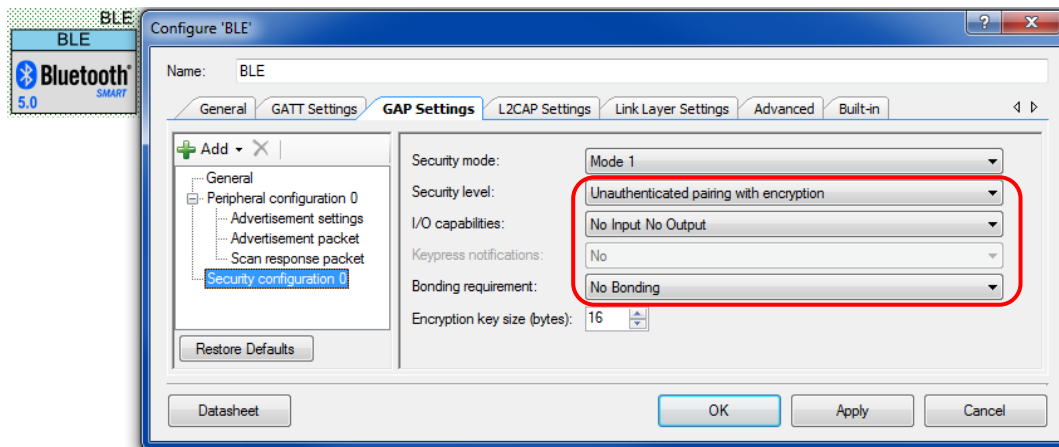 BLE
BLE
Bluetooth®
SMART
5.0
Configure 'BLE'
Name: BLE
General GATT Settings GAP Settings L2CAP Settings Link Layer Settings Advanced Built-in
Add
General
Peripheral configuration 0
Advertisement settings
Advertisement packet
Scan response packet
Security configuration 0
Restore Defaults
Security mode: Mode 1
Security level: Unauthenticated pairing with encryption
I/O capabilities: No Input No Output
Keypress notifications: No
Bonding requirement: No Bonding
Encryption key size (bytes): 16
Datasheet OK Apply Cancel